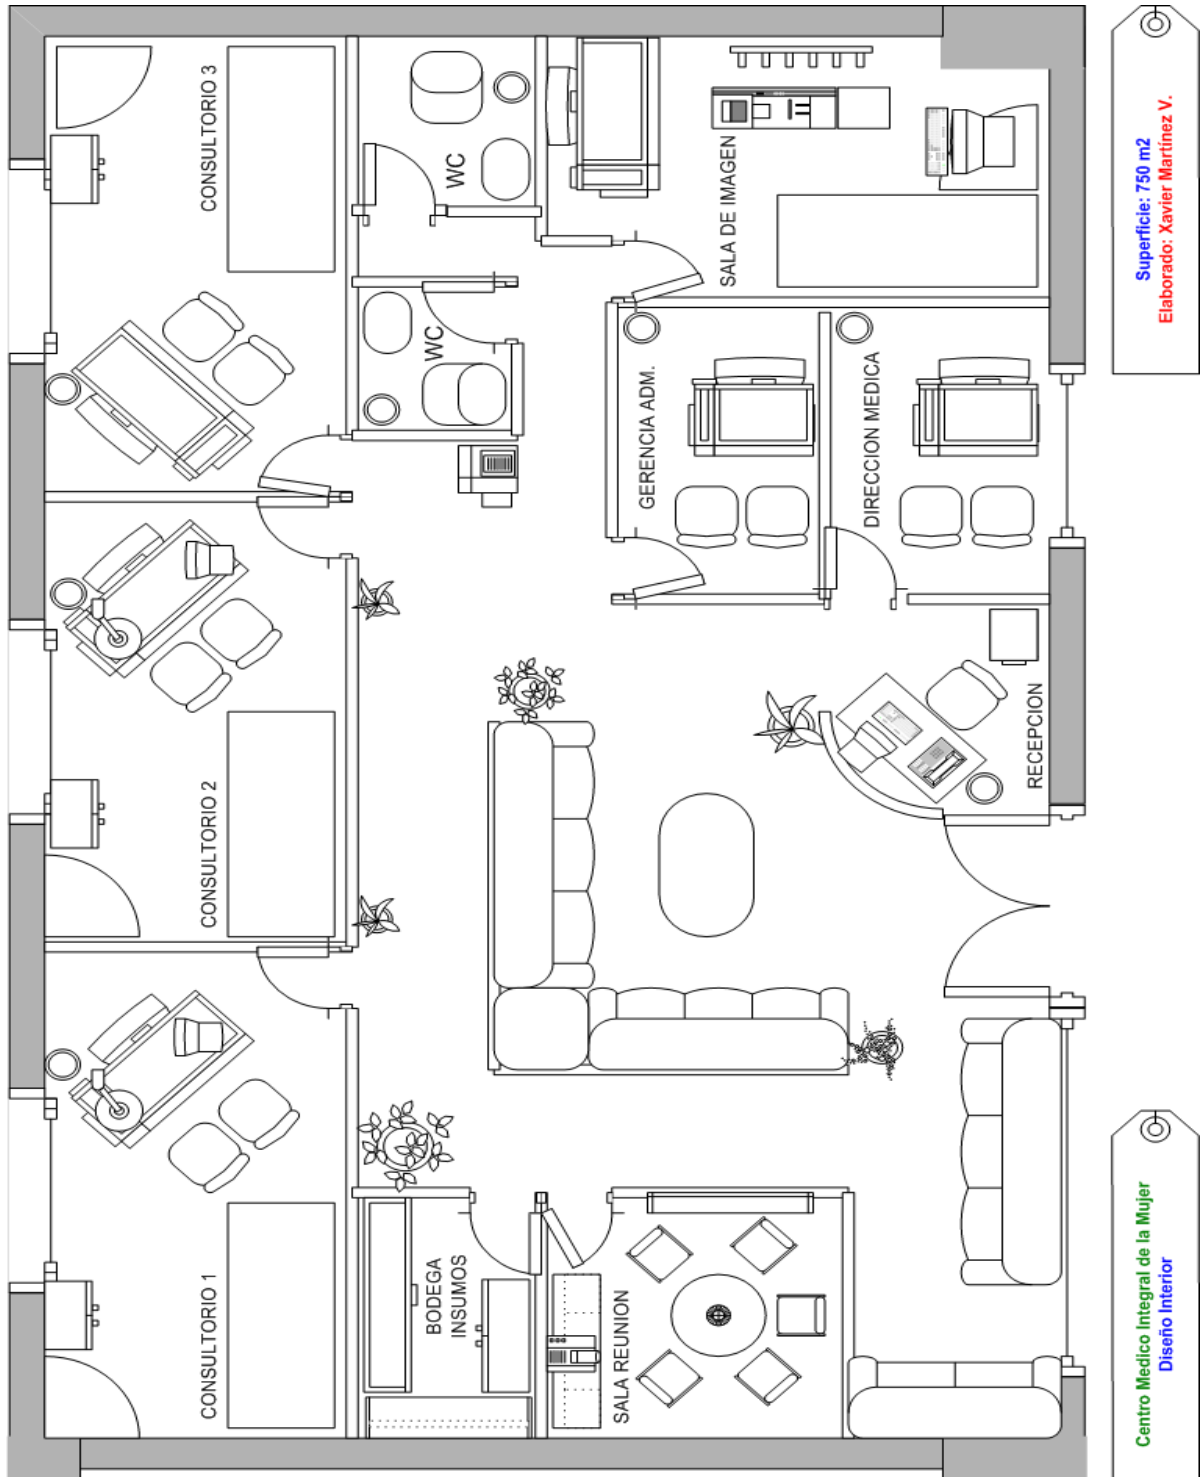 CONSULTORIO 3
WC
SALA DE IMAGEN
WC
GERENCIA ADM.
DIRECCION MEDICA
CONSULTORIO 2
RECEPCION
CONSULTORIO 1
BODEGA
INSUMOS
SALA REUNION
Superficie: 750 m2
Elaborado: Xavier Martínez V.
Centro Medico Integral de la Mujer
Diseño Interior